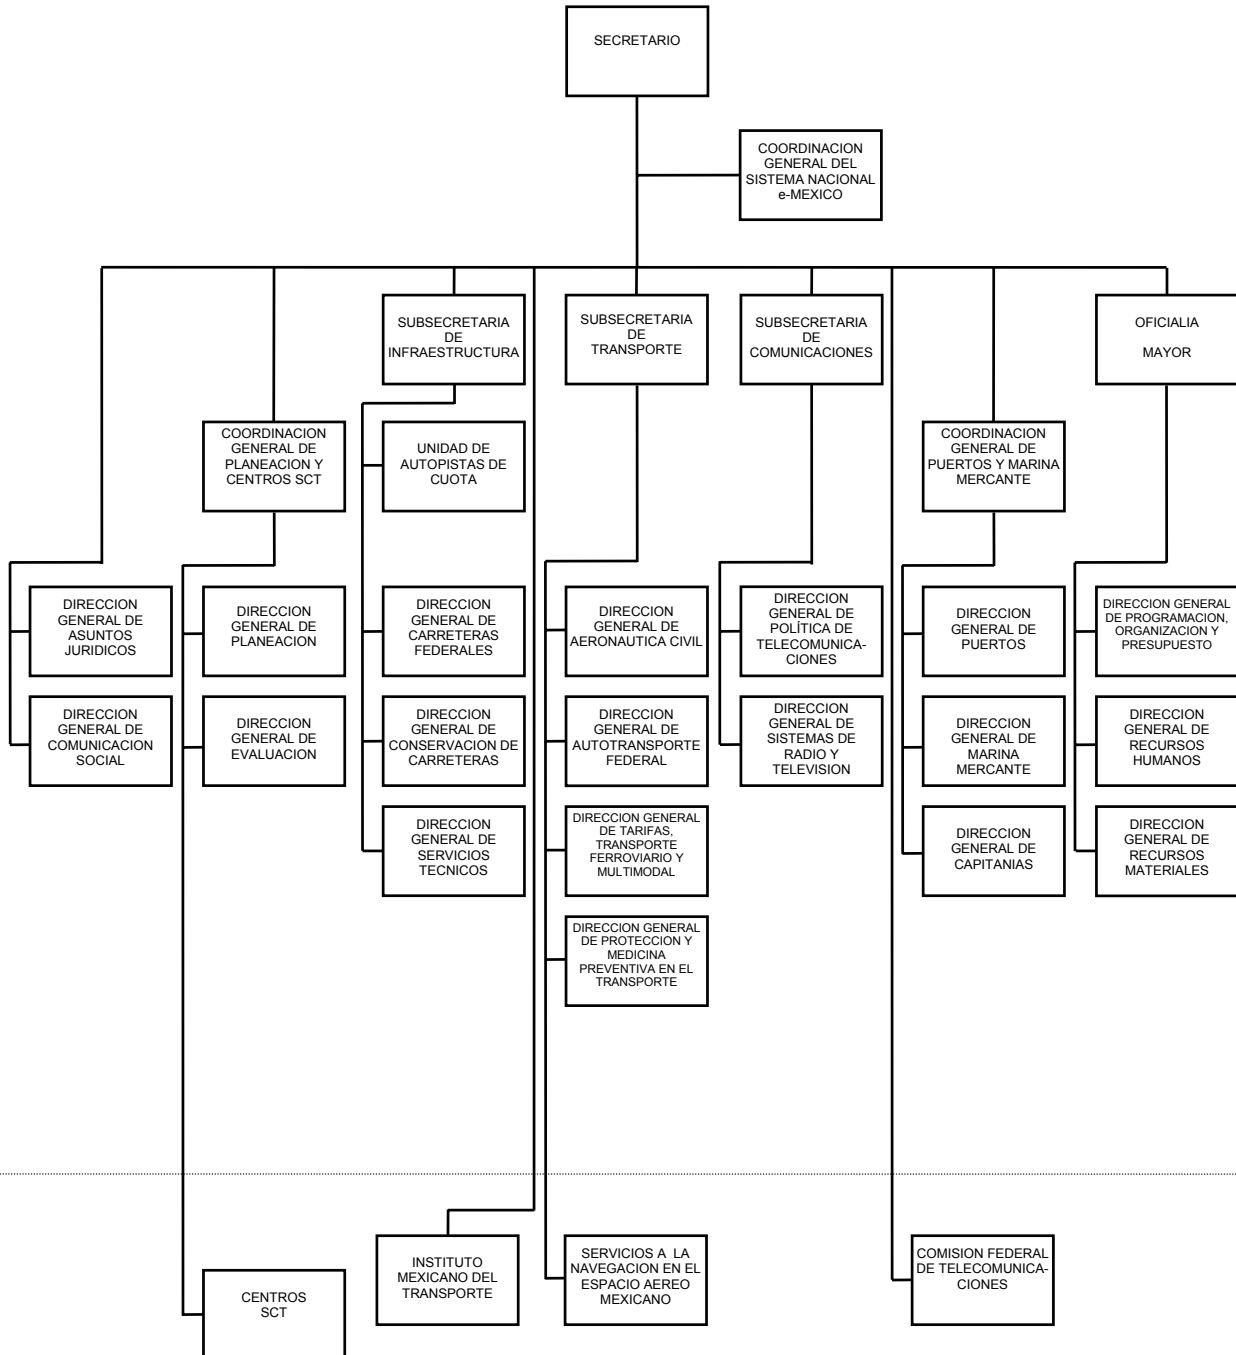 SECRETARIO
COORDINACION
GENERAL DEL
SISTEMA NACIONAL
e-MEXICO
SUBSECRETARIA
DE
INFRAESTRUCTURA
SUBSECRETARIA
DE
TRANSPORTE
SUBSECRETARIA
DE
COMUNICACIONES
OFICIALIA
MAYOR
COORDINACION
GENERAL DE
PLANEACION Y
CENTROS SCT
UNIDAD DE
AUTOPISTAS DE
CUOTA
COORDINACION
GENERAL DE
PUERTOS Y MARINA
MERCANTE
DIRECCION
GENERAL DE
ASUNTOS
JURIDICOS
DIRECCION
GENERAL DE
PLANEACION
DIRECCION
GENERAL DE
CARRETERAS
FEDERALES
DIRECCION
GENERAL DE
AERONAUTICA CIVIL
DIRECCION
GENERAL DE
POLÍTICA DE
TELECOMUNICA-
CIONES
DIRECCION
GENERAL DE
PUERTOS
DIRECCION GENERAL
DE PROGRAMACION,
ORGANIZACION Y
PRESUPUESTO
DIRECCION
GENERAL DE
COMUNICACION
SOCIAL
DIRECCION
GENERAL DE
EVALUACION
DIRECCION
GENERAL DE
CONSERVACION DE
CARRETERAS
DIRECCION
GENERAL DE
AUTOTRANSPORTE
FEDERAL
DIRECCION
GENERAL DE
SISTEMAS DE
RADIO Y
TELEVISION
DIRECCION
GENERAL DE
MARINA
MERCANTE
DIRECCION
GENERAL DE
RECURSOS
HUMANOS
DIRECCION
GENERAL DE
SERVICIOS
TECNICOS
DIRECCION GENERAL
DE TARIFAS,
TRANSPORTE
FERROVIARIO Y
MULTIMODAL
DIRECCION
GENERAL DE
CAPITANIAS
DIRECCION
GENERAL DE
RECURSOS
MATERIALES
DIRECCION GENERAL
DE PROTECCION Y
MEDICINA
PREVENTIVA EN EL
TRANSPORTE
CENTROS
SCT
INSTITUTO
MEXICANO DEL
TRANSPORTE
SERVICIOS A  LA
NAVEGACION EN EL
ESPACIO AEREO
MEXICANO
COMISION FEDERAL
DE TELECOMUNICA-
CIONES